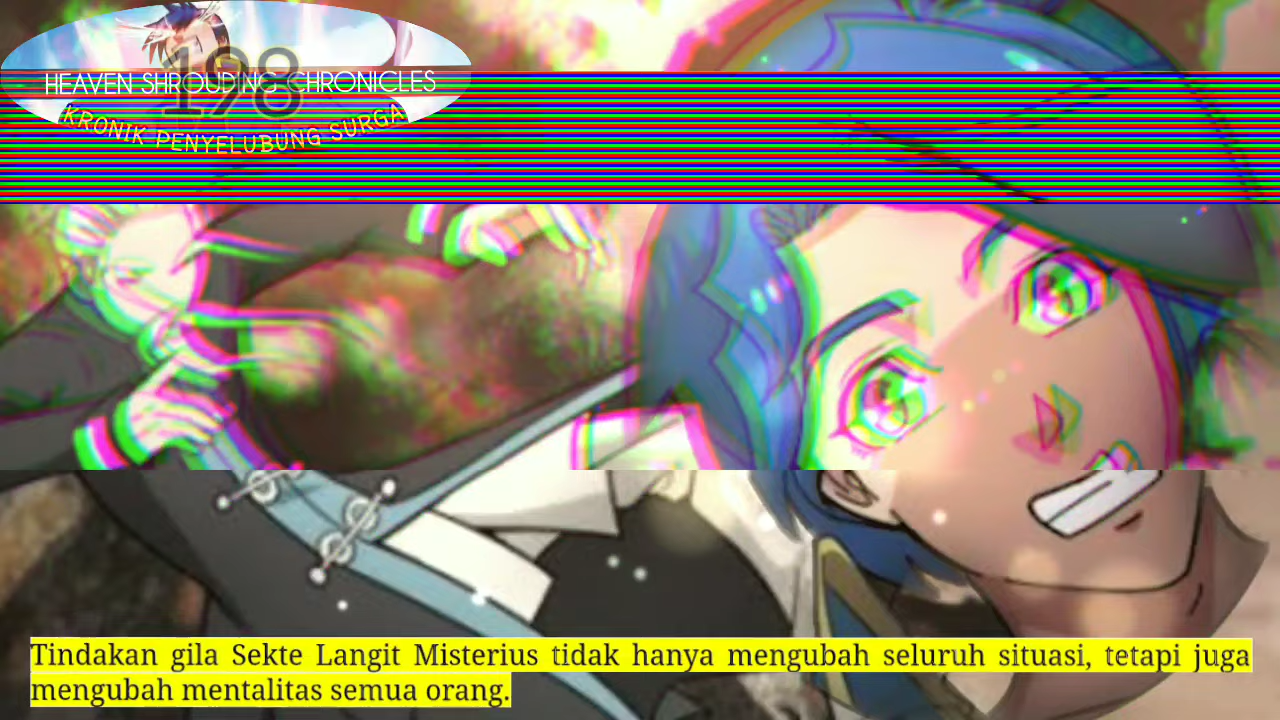 198
HEAVEN SHROUDING CHRONICLES
KRONIK PENYELUBUNG SURGA
Tindakan gila Sekte Langit Misterius tidak hanya mengubah seluruh situasi, tetapi juga
mengubah mentalitas semua orang.